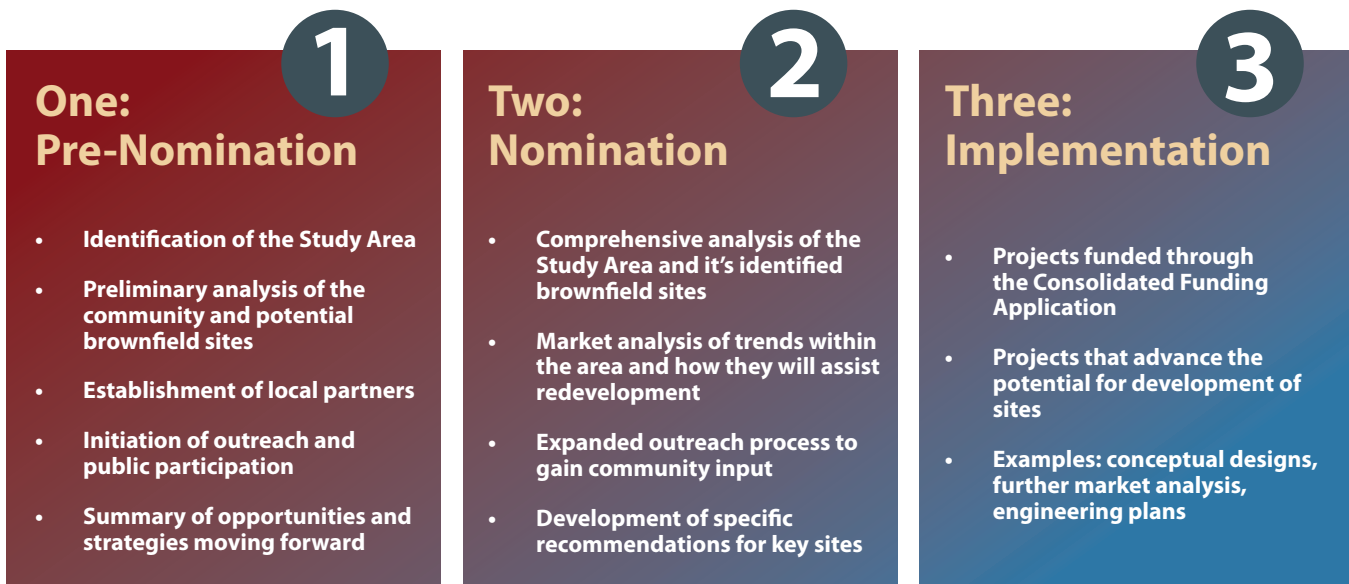 1
One:
Pre-Nomination
• Identification of the Study Area
• Preliminary analysis of the
community and potential
brownfield sites
• Establishment of local partners
• Initiation of outreach and
public participation
• Summary of opportunities and
strategies moving forward
2
Two:
Nomination
• Comprehensive analysis of the
Study Area and it's identified
brownfield sites
• Market analysis of trends within
the area and how they will assist
redevelopment
• Expanded outreach process to
gain community input
• Development of specific
recommendations for key sites
3
Three:
Implementation
• Projects funded through
the Consolidated Funding
Application
• Projects that advance the
potential for development of
sites
• Examples: conceptual designs,
further market analysis,
engineering plans